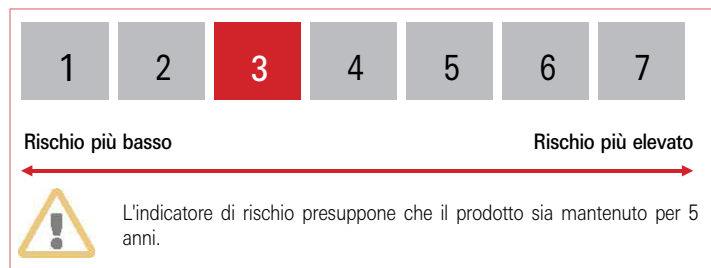 1 2 3 4 5 6 7
Rischio più basso Rischio più elevato
L'indicatore di rischio presuppone che il prodotto sia mantenuto per 5
anni.